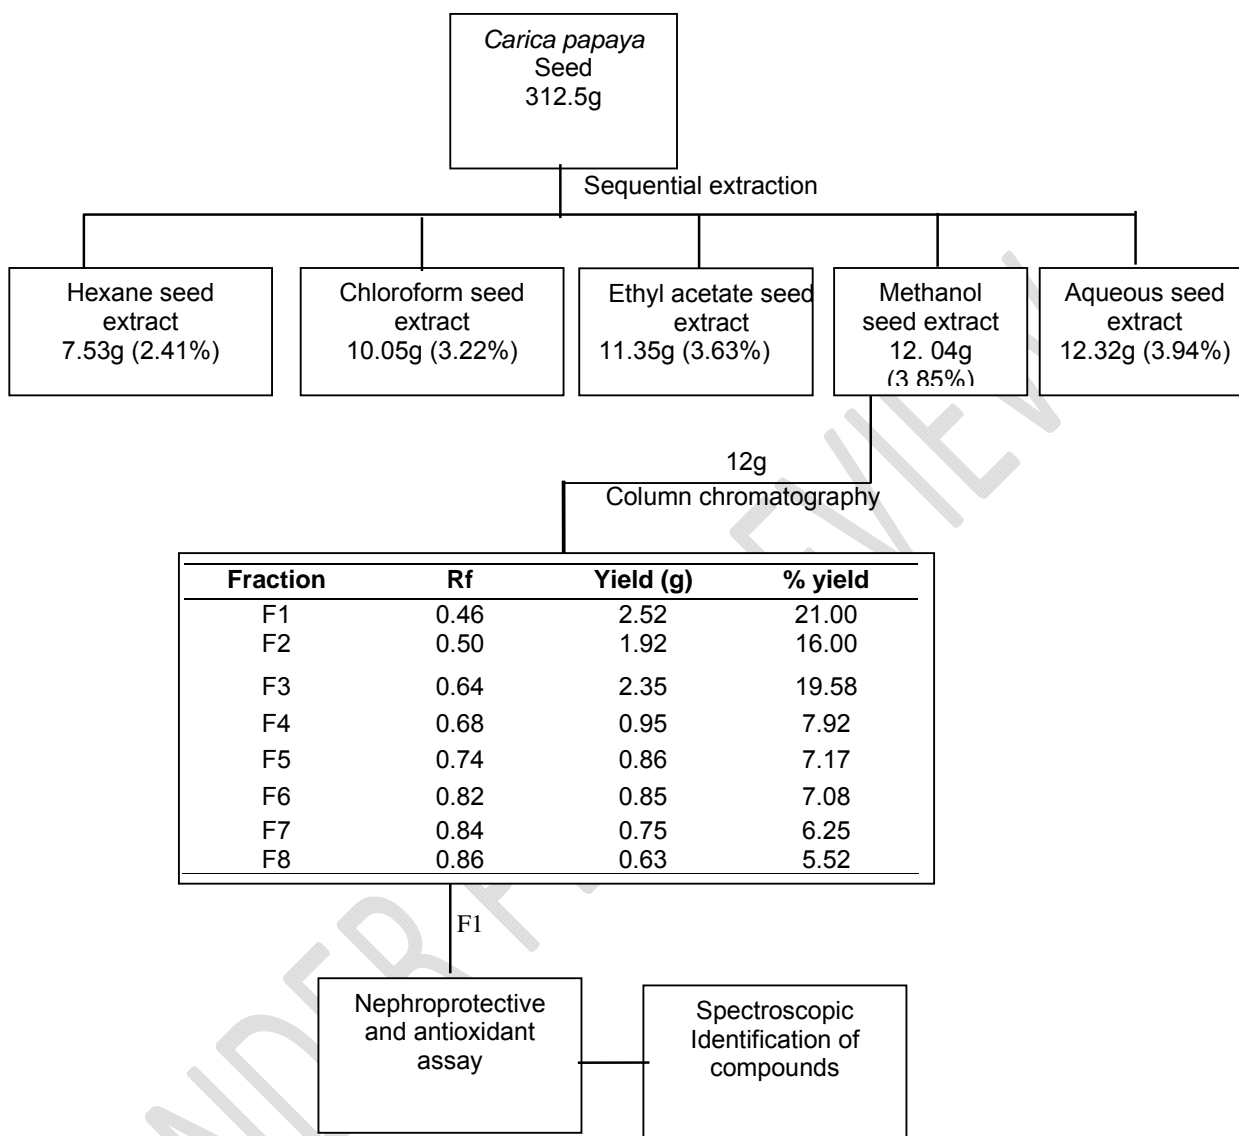 Carica papaya
Seed
312.5g
Sequential extraction
Hexane seed
extract
7.53g (2.41%)
Chloroform seed
extract
10.05g (3.22%)
Ethyl acetate seed
extract
11.35g (3.63%)
Methanol
seed extract
12. 04g
(3.85%)
Aqueous seed
extract
12.32g (3.94%)
12g
Column chromatography
Fraction Rf Yield (g) % yield
F1 0.46 2.52 21.00
F2 0.50 1.92 16.00
F3 0.64 2.35 19.58
F4 0.68 0.95 7.92
F5 0.74 0.86 7.17
F6 0.82 0.85 7.08
F7 0.84 0.75 6.25
F8 0.86 0.63 5.52
F1
Nephroprotective
and antioxidant
assay
Spectroscopic
Identification of
compounds